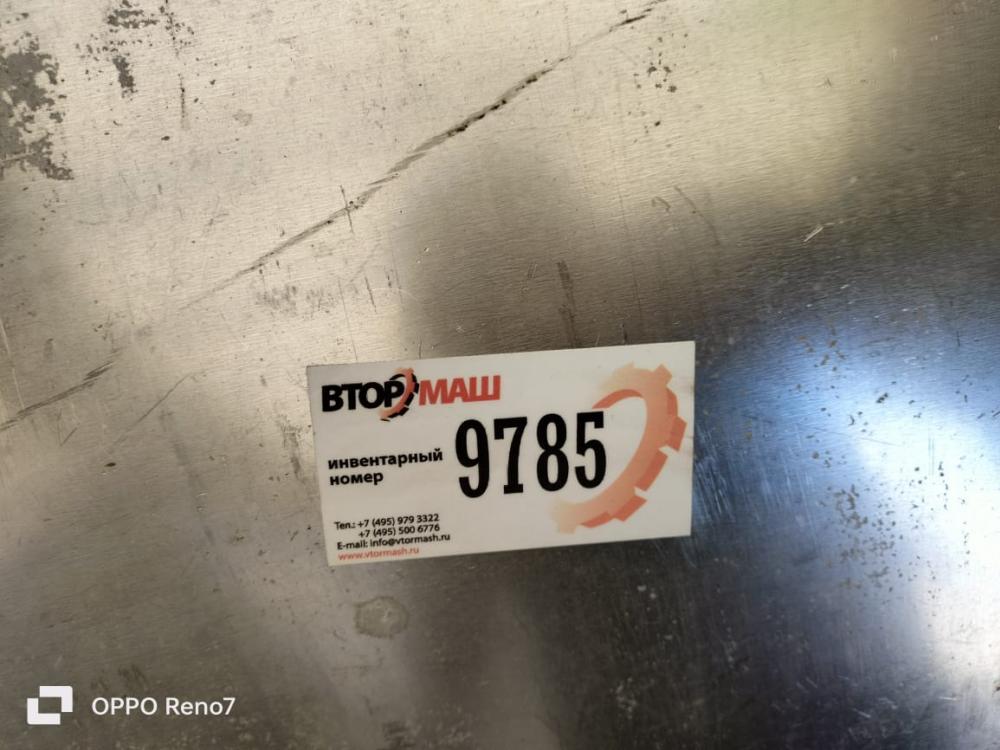 ВТОРМАШ
инвентарный
номер
9785
Тел.: +7 (495) 979 3322
+7 (495) 500 6776
E-mail: info@vtormash.ru
www.vtormash.ru
OPPO Reno7